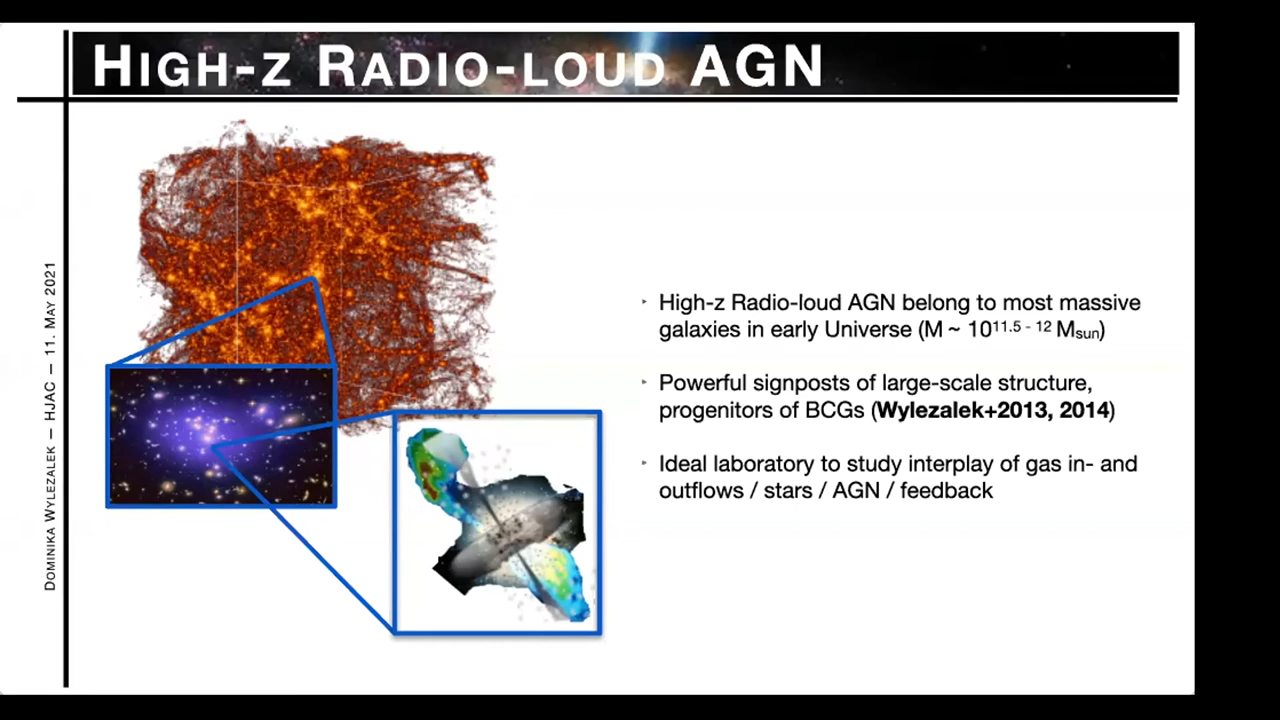 HIGH-Z RADIO-LOUD AGN
DOMINIKA WYLEZALEK — HJAC — 11. MAY 2021
‣ High-z Radio-loud AGN belong to most massive
galaxies in early Universe (M ~ 10^11.5 - 12 M_sun)
‣ Powerful signposts of large-scale structure,
progenitors of BCGs (Wylezalek+2013, 2014)
‣ Ideal laboratory to study interplay of gas in- and
outflows / stars / AGN / feedback